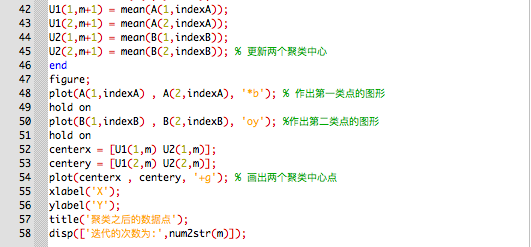 42 U1(1,m+1) = mean(A(1,indexA));
43 U1(2,m+1) = mean(A(2,indexA));
44 U2(1,m+1) = mean(B(1,indexB));
45 U2(2,m+1) = mean(B(2,indexB)); % 更新两个聚类中心
46 end
47 figure;
48 plot(A(1,indexA) , A(2,indexA), '*b'); % 作出第一类点的图形
49 hold on
50 plot(B(1,indexB) , B(2,indexB), 'oy'); %作出第二类点的图形
51 hold on
52 centerx = [U1(1,m) U2(1,m)];
53 centery = [U1(2,m) U2(2,m)];
54 plot(centerx , centery, '+g'); % 画出两个聚类中心点
55 xlabel('X');
56 ylabel('Y');
57 title('聚类之后的数据点');
58 disp(['迭代的次数为:',num2str(m)]);